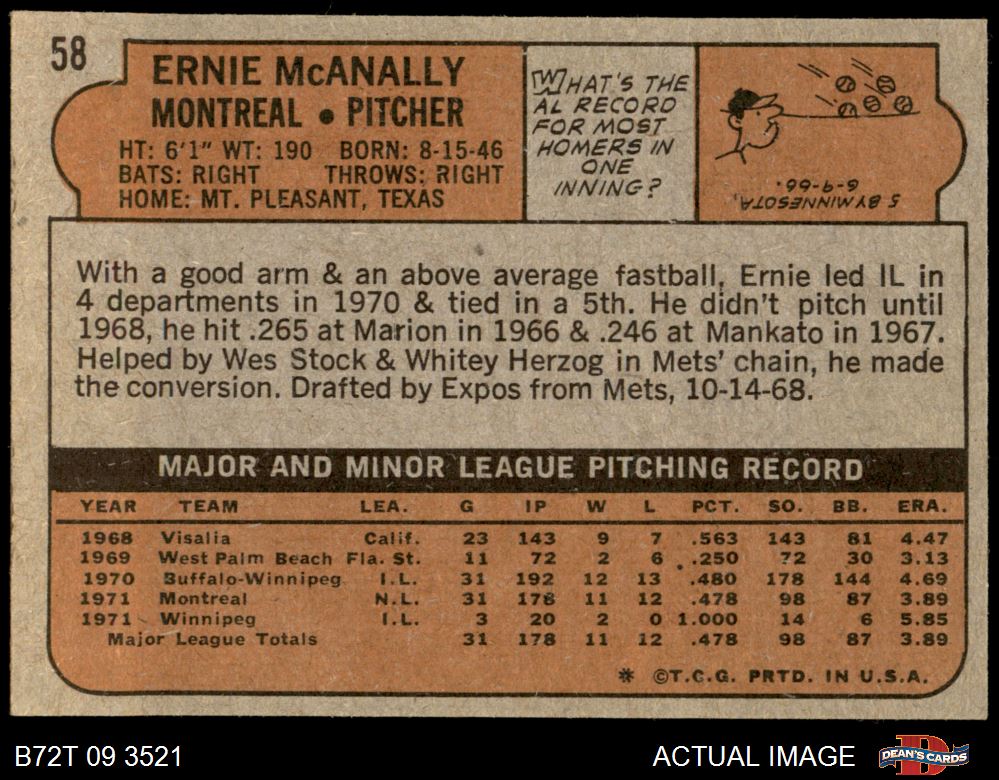 58
ERNIE McANALLY
MONTREAL • PITCHER
HT: 6'1" WT: 190 BORN: 8-15-46
BATS: RIGHT THROWS: RIGHT
HOME: MT. PLEASANT, TEXAS
WHAT'S THE
AL RECORD
FOR MOST
HOMERS IN
ONE
INNING?
5 BY MINNESOTA,
6-9-66.
With a good arm & an above average fastball, Ernie led IL in
4 departments in 1970 & tied in a 5th. He didn't pitch until
1968, he hit .265 at Marion in 1966 & .246 at Mankato in 1967.
Helped by Wes Stock & Whitey Herzog in Mets' chain, he made
the conversion. Drafted by Expos from Mets, 10-14-68.
MAJOR AND MINOR LEAGUE PITCHING RECORD
YEAR TEAM LEA. G IP W L PCT. SO. BB. ERA.
1968 Visalia Calif. 23 143 9 7 .563 143 81 4.47
1969 West Palm Beach Fla. St. 11 72 2 6 .250 72 30 3.13
1970 Buffalo-Winnipeg I.L. 31 192 12 13 .480 178 144 4.69
1971 Montreal N.L. 31 178 11 12 .478 98 87 3.89
1971 Winnipeg I.L. 3 20 2 0 1.000 14 6 5.85
Major League Totals 31 178 11 12 .478 98 87 3.89
* ©T.C.G. PRTD. IN U.S.A.
B72T 09 3521 ACTUAL IMAGE DEAN'S CARDS